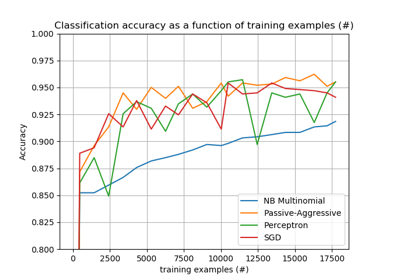 Classification accuracy as a function of training examples (#)
1.000
0.975
0.950
0.925
0.900
0.875
0.850
0.825
0.800
Accuracy
NB Multinomial
Passive-Aggressive
Perceptron
SGD
0 2500 5000 7500 10000 12500 15000 17500
training examples (#)